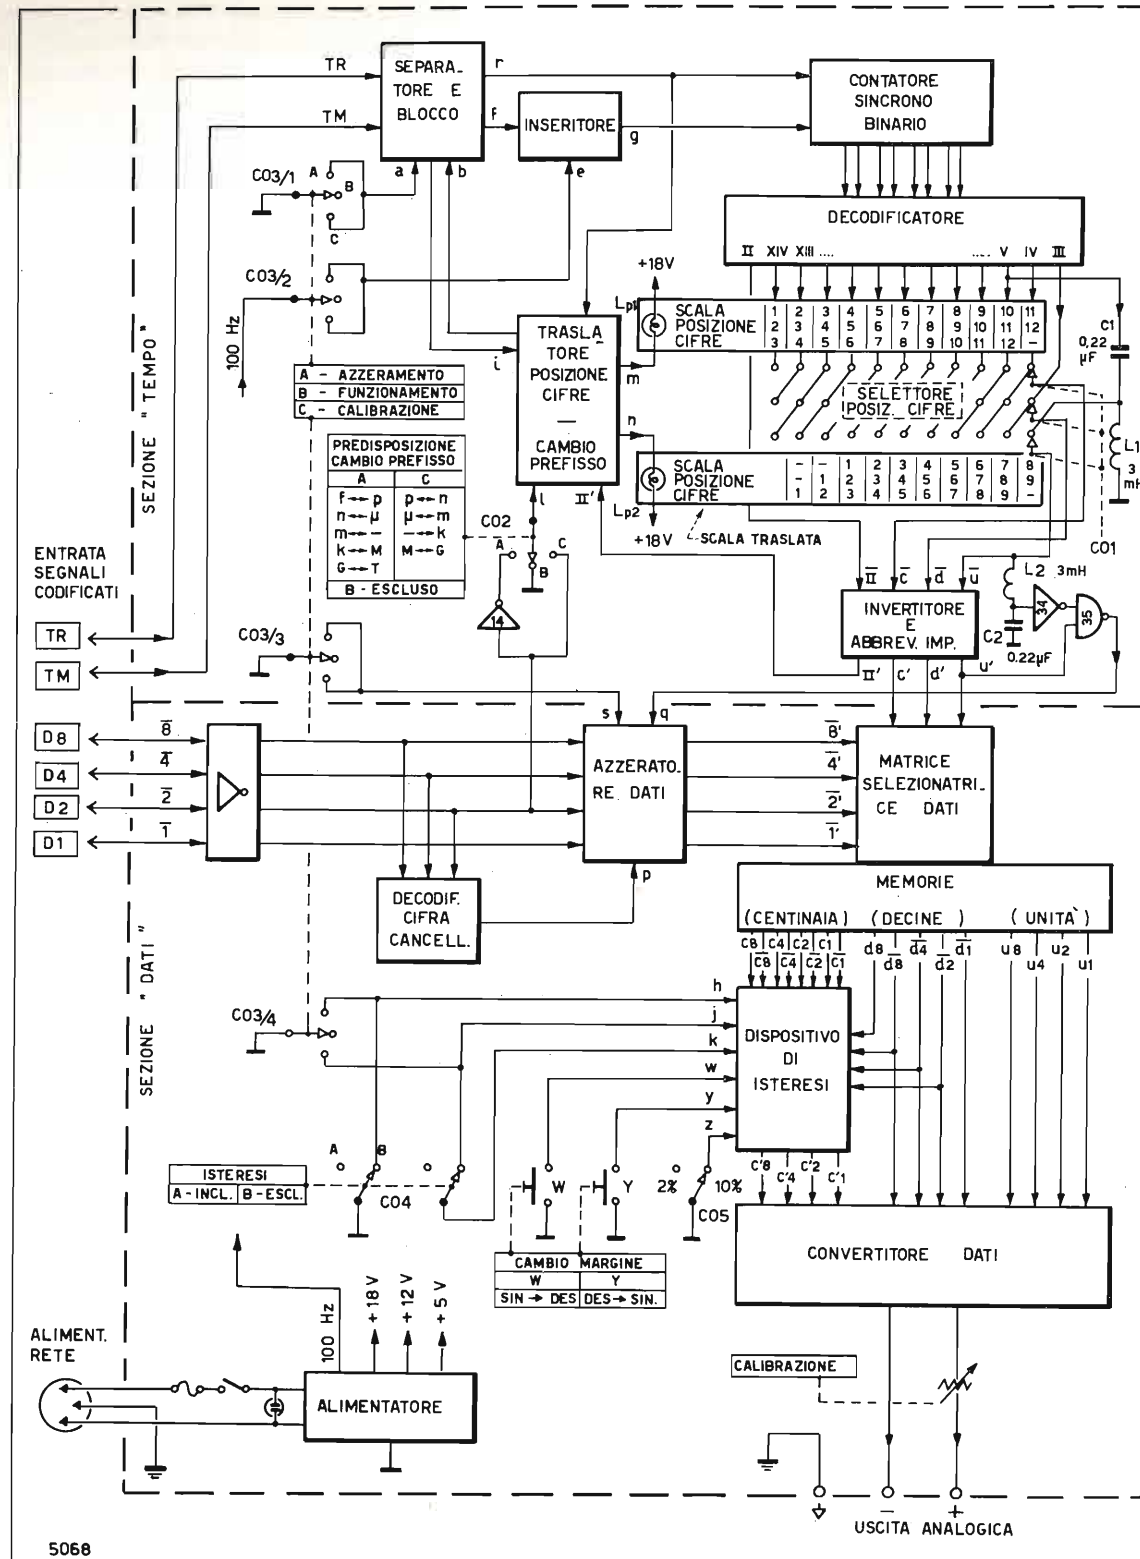 TR
SEPARA-
TORE E
BLOCCO
r
TM
f
INSERITORE
g
CONTATORE
SINCRONO
BINARIO
a
b
e
CO3/1
A
B
C
DECODIFICATORE
II XIV XIII .... ..... V IV III
CO3/2
100 Hz
+18V
Lp1
SCALA
POSIZIONE
CIFRE
1 2 3 4 5 6 7 8 9 10 11
2 3 4 5 6 7 8 9 10 11 12
3 4 5 6 7 8 9 10 11 12 -
C1
0,22
µF
SEZIONE "TEMPO"
i
TRASLA-
TORE
POSIZIONE
CIFRE
—
CAMBIO
PREFISSO
m
n
A - AZZERAMENTO
B - FUNZIONAMENTO
C - CALIBRAZIONE
SELETTORE
POSIZ. CIFRE
L1
3
mH
PREDISPOSIZIONE
CAMBIO PREFISSO
A C
f↔p p↔n
n↔µ µ↔m
m↔- -↔k
k↔M M↔G
G↔T
B - ESCLUSO
l
II'
CO2
A
B
C
14
SCALA
POSIZIONE
CIFRE
- - 1 2 3 4 5 6 7 8
- 1 2 3 4 5 6 7 8 9
1 2 3 4 5 6 7 8 9 -
Lp2
+18V
SCALA TRASLATA
CO1
ENTRATA
SEGNALI
CODIFICATI
TR
TM
CO3/3
II̅ c̅ d̅ u̅
INVERTITORE
E
ABBREV. IMP.
L2 3mH
34
35
C2
0.22µF
II' c' d' u'
s q
D8 8̅
D4 4̅
D2 2̅
D1 1̅
AZZERATO-
RE DATI
8̅'
4̅'
2̅'
1̅'
MATRICE
SELEZIONATRI-
CE DATI
p
DECODIF.
CIFRA
CANCELL.
MEMORIE
(CENTINAIA) (DECINE) (UNITÀ)
C8 C̅8̅ C4 C̅4̅ C2 C̅2̅ C1 C̅1̅ d8 d̅8̅ d̅4̅ d̅2̅ d̅1̅ u8 u4 u2 u1
SEZIONE "DATI"
CO3/4
h
j
k
w
y
z
DISPOSITIVO
DI
ISTERESI
ISTERESI
A-INCL. B-ESCL.
A B
CO4
W
Y
2% 10%
CO5
C'8 C'4 C'2 C'1
CAMBIO MARGINE
W Y
SIN → DES DES → SIN.
CONVERTITORE DATI
100 Hz
+18 V
+12 V
+5 V
ALIMENT.
RETE
ALIMENTATORE
CALIBRAZIONE
- +
USCITA ANALOGICA
5068